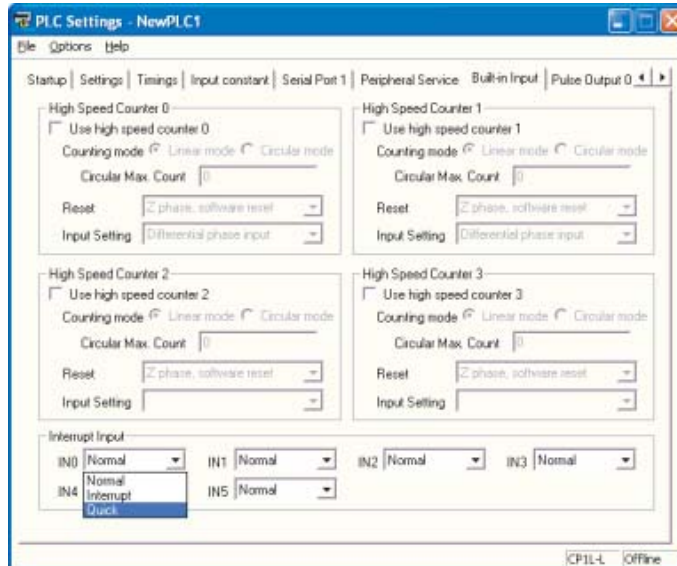 PLC Settings - NewPLC1
File Options Help
Startup Settings Timings Input constant Serial Port 1 Peripheral Service Built-in Input Pulse Output 0
High Speed Counter 0
Use high speed counter 0
Counting mode Linear mode Circular mode
Circular Max. Count 0
Reset Z phase, software reset
Input Setting Differential phase input
High Speed Counter 1
Use high speed counter 1
Counting mode Linear mode Circular mode
Circular Max. Count 0
Reset Z phase, software reset
Input Setting Differential phase input
High Speed Counter 2
Use high speed counter 2
Counting mode Linear mode Circular mode
Circular Max. Count 0
Reset Z phase, software reset
Input Setting
High Speed Counter 3
Use high speed counter 3
Counting mode Linear mode Circular mode
Circular Max. Count 0
Reset Z phase, software reset
Input Setting
Interrupt Input
IN0 Normal IN1 Normal IN2 Normal IN3 Normal
Normal
IN4 Interrupt IN5 Normal
Quick
CP1L-L Offline